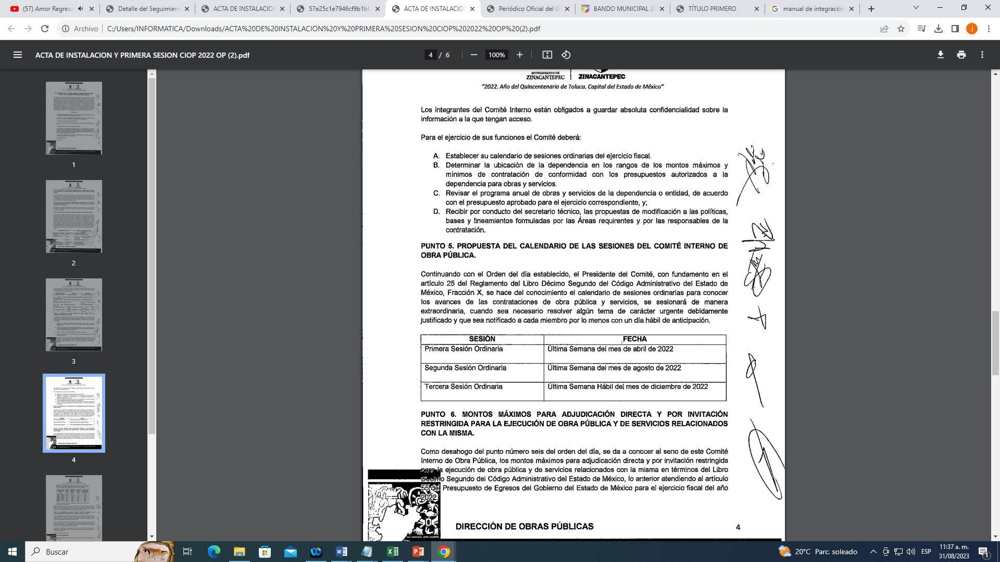 (57) Amor Regresa
Detalle del Seguimient
ACTA DE INSTALACION
57e25c1e7946cf9b1bf
ACTA DE INSTALACIO
Periódico Oficial del G
BANDO MUNICIPAL 2
TÍTULO PRIMERO
manual de integración
Archivo
C:/Users/INFORMATICA/Downloads/ACTA%20DE%20INSTALACION%20Y%20PRIMERA%20SESION%20CIOP%202022%20OP%20(2).pdf
j
ACTA DE INSTALACION Y PRIMERA SESION CIOP 2022 OP (2).pdf
4 / 6
100%
1
2
3
4
AYUNTAMIENTO DE
ZINACANTEPEC
ZINACANTEPEC
"2022. Año del Quincentenario de Toluca. Capital del Estado de México"
Los integrantes del Comité Interno están obligados a guardar absoluta confidencialidad sobre la
información a la que tengan acceso.
Para el ejercicio de sus funciones el Comité deberá:
A. Establecer su calendario de sesiones ordinarias del ejercicio fiscal.
B. Determinar la ubicación de la dependencia en los rangos de los montos máximos y
mínimos de contratación de conformidad con los presupuestos autorizados a la
dependencia para obras y servicios.
C. Revisar el programa anual de obras y servicios de la dependencia o entidad, de acuerdo
con el presupuesto aprobado para el ejercicio correspondiente, y;
D. Recibir por conducto del secretario técnico, las propuestas de modificación a las políticas,
bases y lineamientos formuladas por las Áreas requirentes y por las responsables de la
contratación.
PUNTO 5. PROPUESTA DEL CALENDARIO DE LAS SESIONES DEL COMITÉ INTERNO DE
OBRA PÚBLICA.
Continuando con el Orden del día establecido, el Presidente del Comité, con fundamento en el
artículo 25 del Reglamento del Libro Décimo Segundo del Código Administrativo del Estado de
México, Fracción X, se hace del conocimiento el calendario de sesiones ordinarias para conocer
los avances de las contrataciones de obra pública y servicios, se sesionará de manera
extraordinaria, cuando sea necesario resolver algún tema de carácter urgente debidamente
justificado y que sea notificado a cada miembro por lo menos con un día hábil de anticipación.
SESIÓN FECHA
Primera Sesión Ordinaria Última Semana del mes de abril de 2022
Segunda Sesión Ordinaria Última Semana del mes de agosto de 2022
Tercera Sesión Ordinaria Última Semana Hábil del mes de diciembre de 2022
PUNTO 6. MONTOS MÁXIMOS PARA ADJUDICACIÓN DIRECTA Y POR INVITACIÓN
RESTRINGIDA PARA LA EJECUCIÓN DE OBRA PÚBLICA Y DE SERVICIOS RELACIONADOS
CON LA MISMA.
Como desahogo del punto número seis del orden del día, se da a conocer al seno de este Comité
Interno de Obra Pública, los montos máximos para adjudicación directa y por invitación restringida
para la ejecución de obra pública y de servicios relacionados con la misma en términos del Libro
Décimo Segundo del Código Administrativo del Estado de México, lo anterior atendiendo al artículo
55 del Presupuesto de Egresos del Gobierno del Estado de México para el ejercicio fiscal del año
2022
DIRECCIÓN DE OBRAS PÚBLICAS
4
Buscar
20°C Parc. soleado
ESP
11:37 a. m.
31/08/2023
1